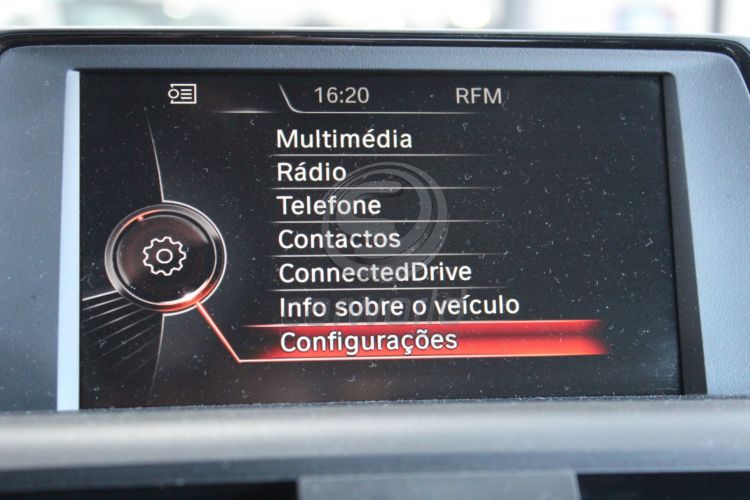 16:20 RFM
Multimédia
Rádio
Telefone
Contactos
ConnectedDrive
Info sobre o veículo
Configurações